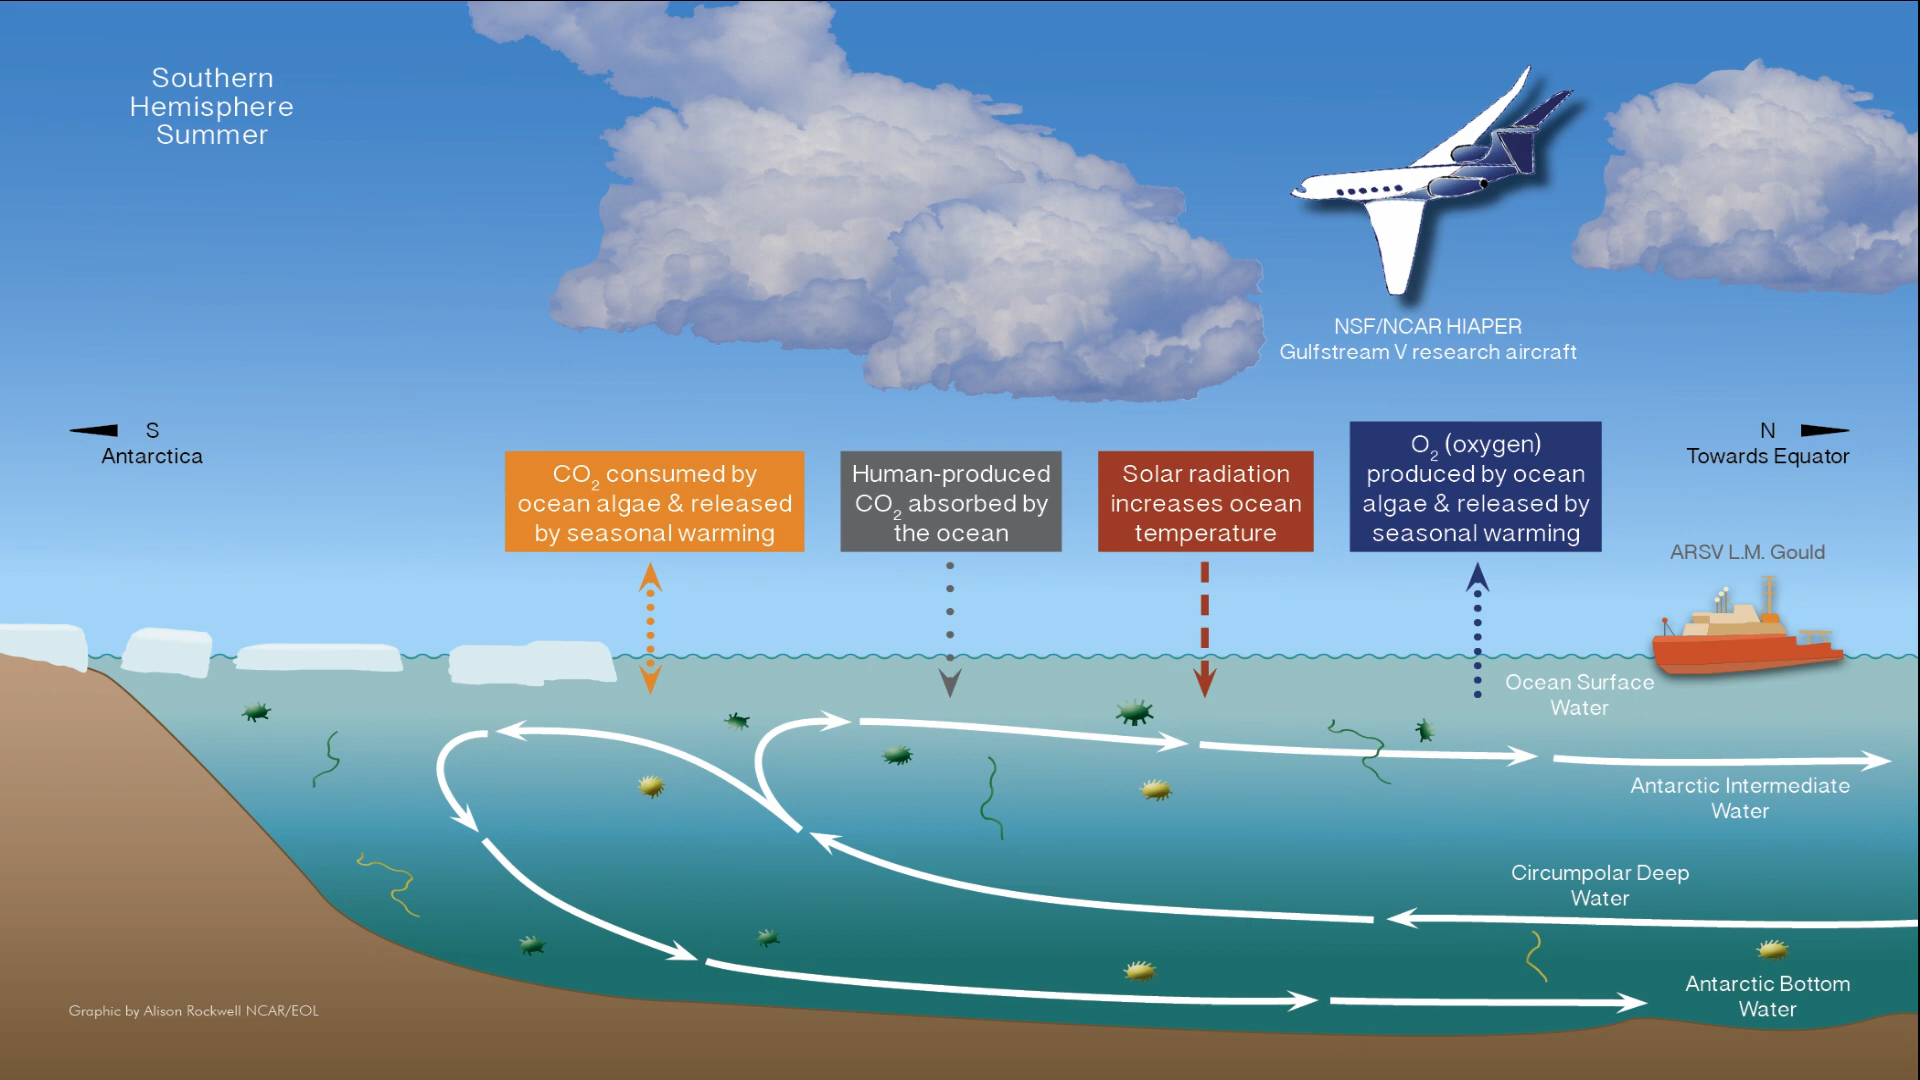 Southern
Hemisphere
Summer
NSF/NCAR HIAPER
Gulfstream V research aircraft
S
Antarctica
N
Towards Equator
CO₂ consumed by
ocean algae & released
by seasonal warming
Human-produced
CO₂ absorbed by
the ocean
Solar radiation
increases ocean
temperature
O₂ (oxygen)
produced by ocean
algae & released by
seasonal warming
ARSV L.M. Gould
Ocean Surface
Water
Antarctic Intermediate
Water
Circumpolar Deep
Water
Antarctic Bottom
Water
Graphic by Alison Rockwell NCAR/EOL